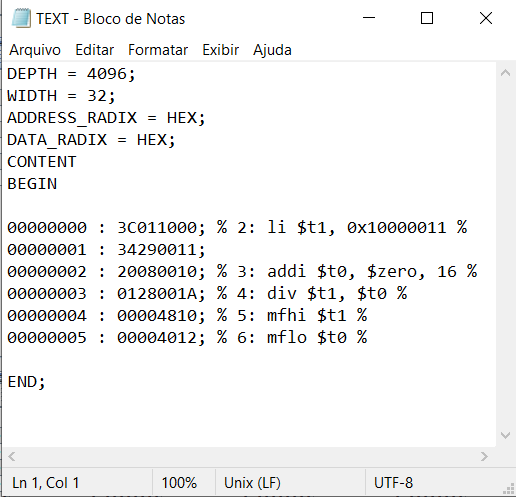 TEXT - Bloco de Notas
Arquivo Editar Formatar Exibir Ajuda
DEPTH = 4096;
WIDTH = 32;
ADDRESS_RADIX = HEX;
DATA_RADIX = HEX;
CONTENT
BEGIN
00000000 : 3C011000; % 2: li $t1, 0x10000011 %
00000001 : 34290011;
00000002 : 20080010; % 3: addi $t0, $zero, 16 %
00000003 : 0128001A; % 4: div $t1, $t0 %
00000004 : 00004810; % 5: mfhi $t1 %
00000005 : 00004012; % 6: mflo $t0 %
END;
Ln 1, Col 1 100% Unix (LF) UTF-8